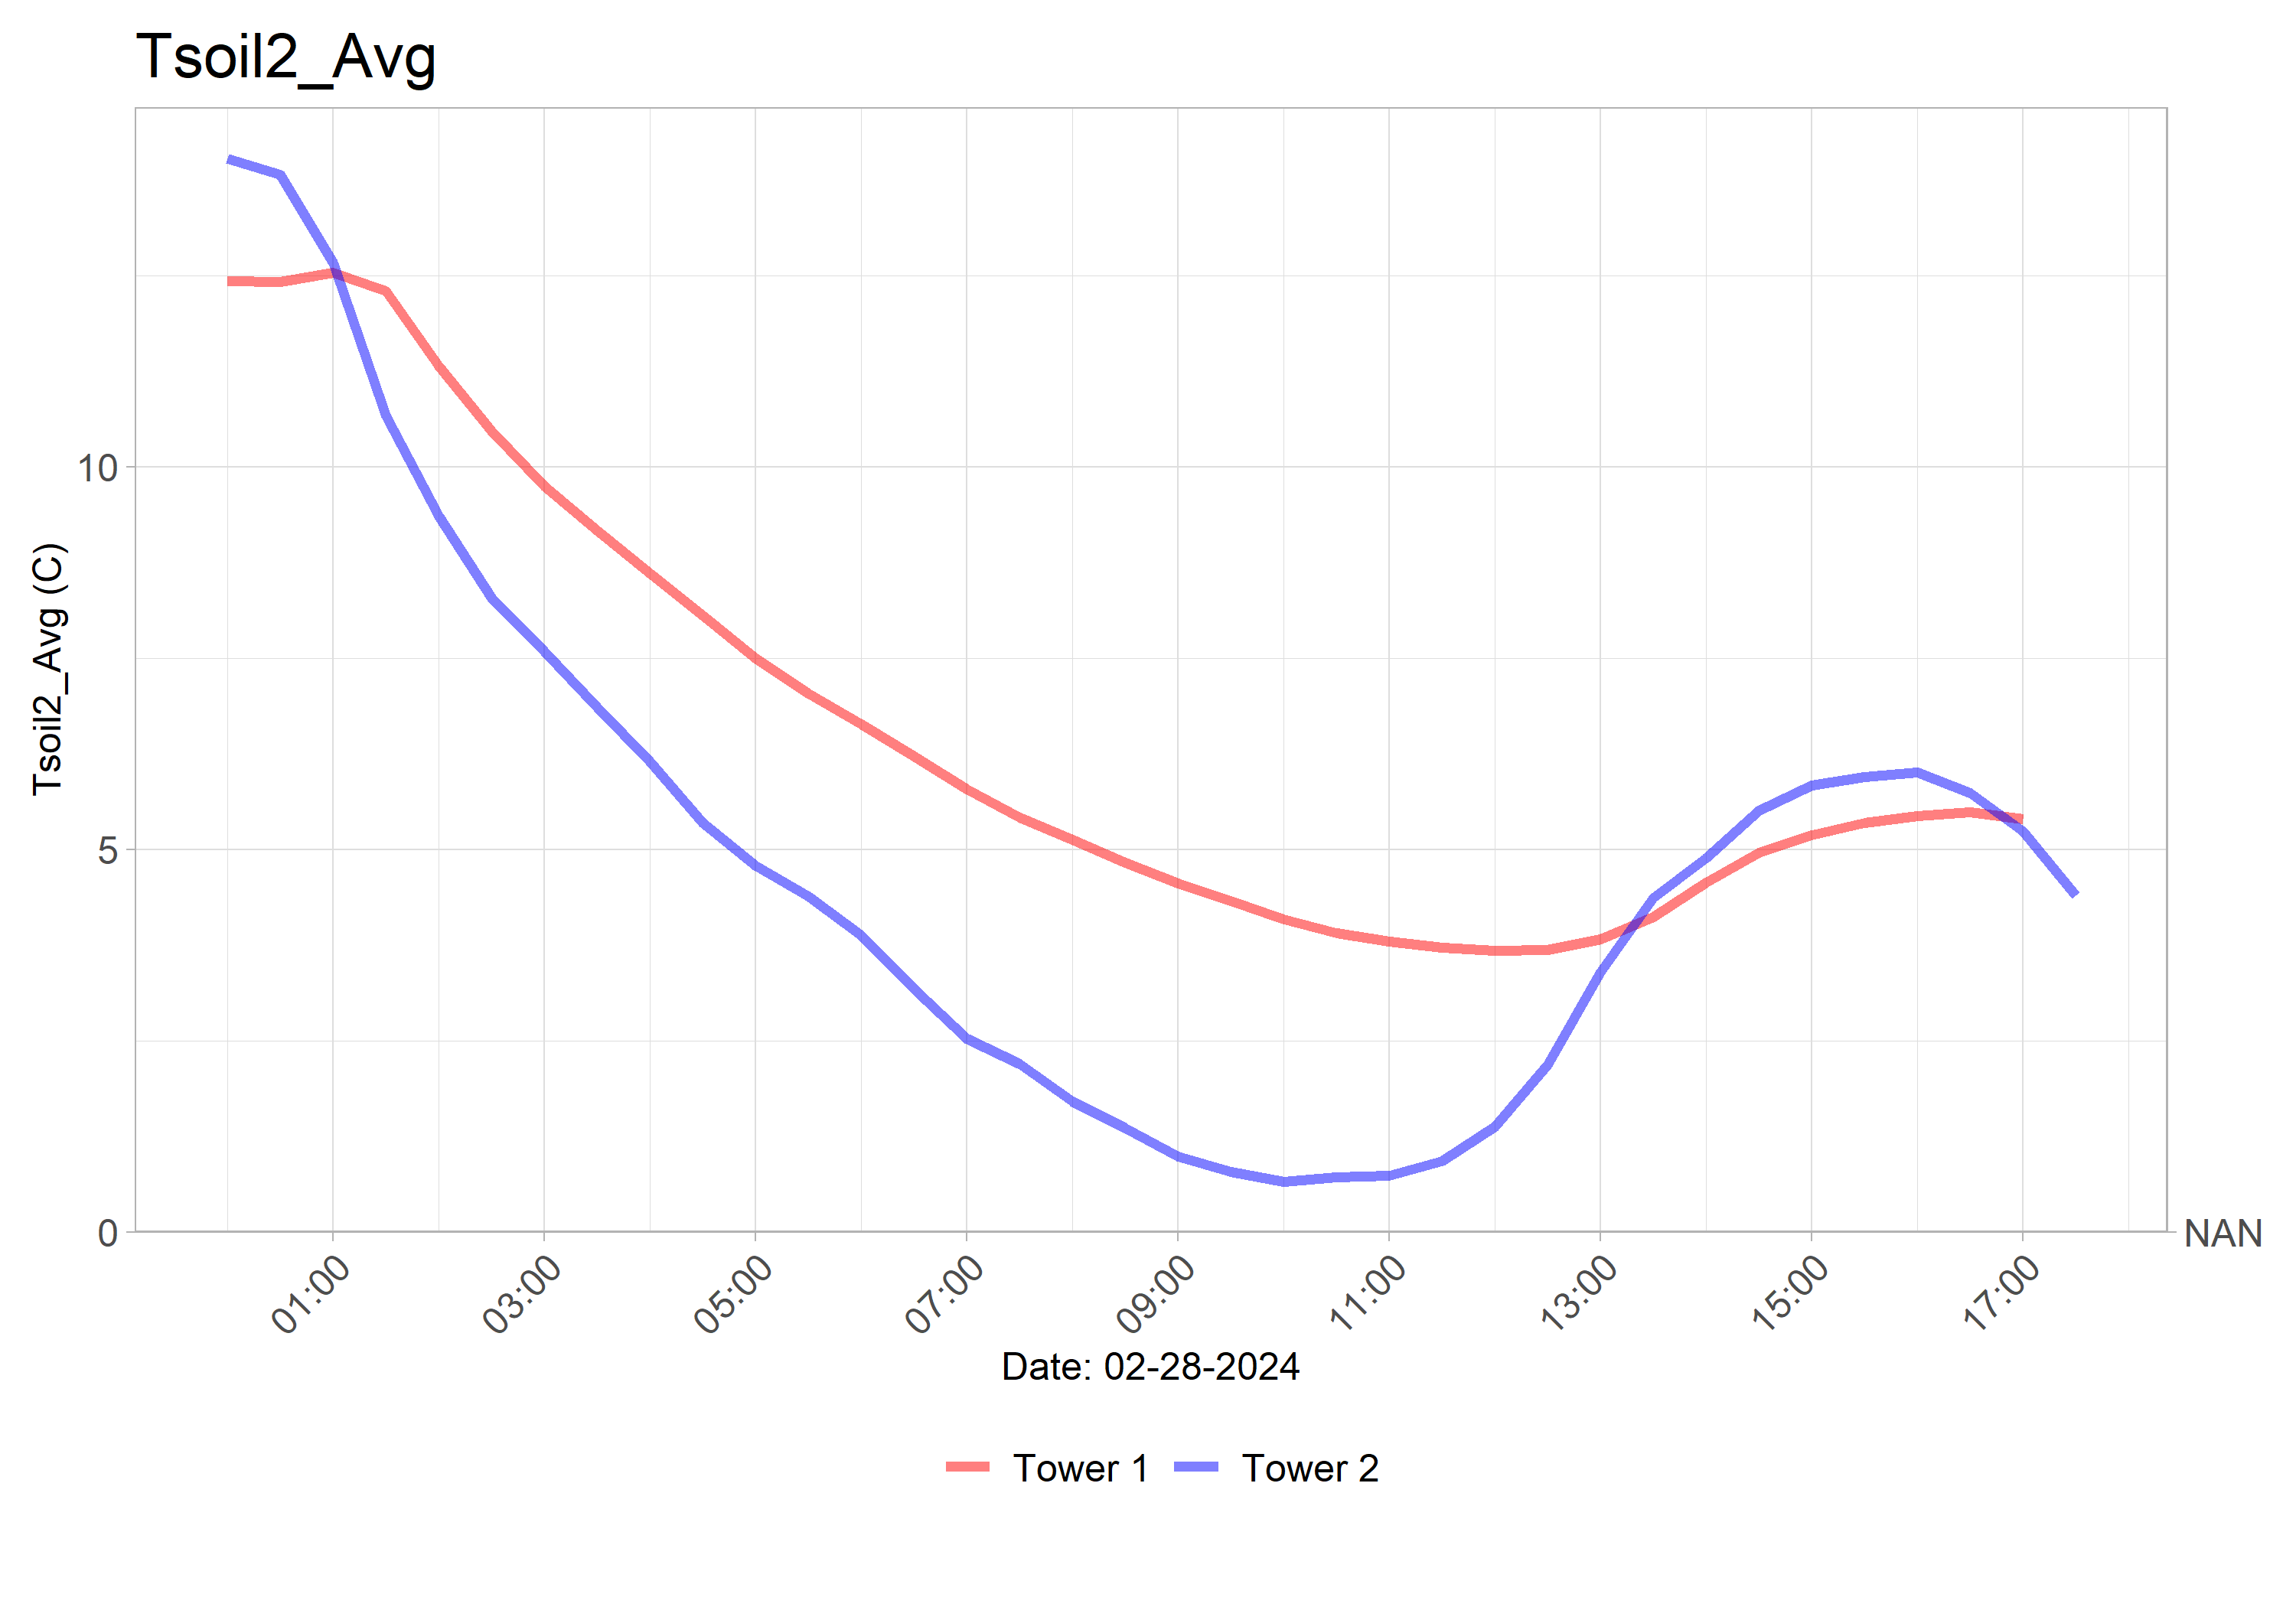 Tsoil2_Avg
Tsoil2_Avg (C)
10
5
0
NAN
01:00 03:00 05:00 07:00 09:00 11:00 13:00 15:00 17:00
Date: 02-28-2024
Tower 1 Tower 2